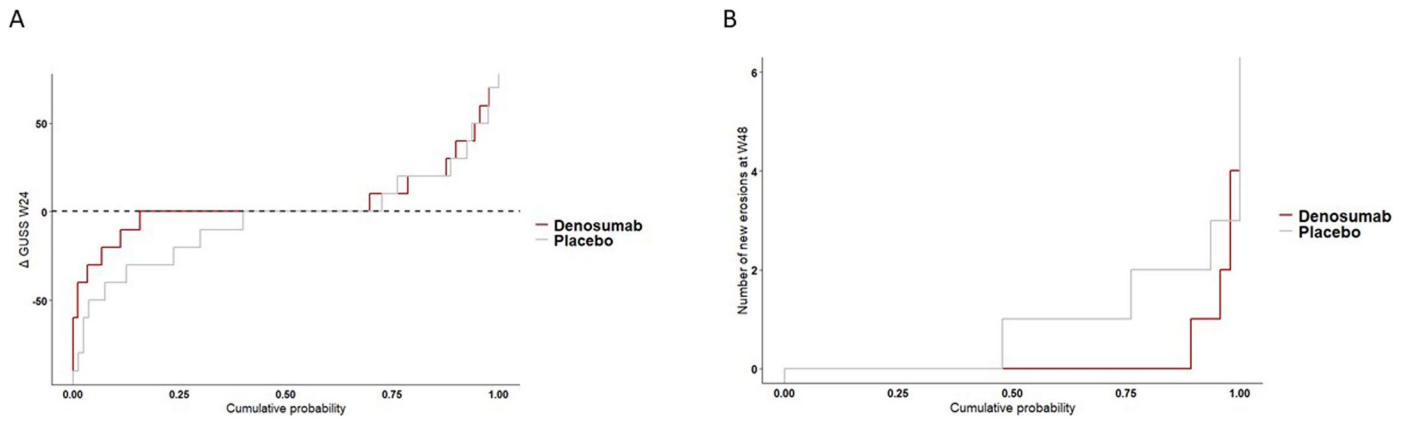 A
Δ GUSS W24
50
0
-50
0.00 0.25 0.50 0.75 1.00
Cumulative probability
Denosumab
Placebo
B
Number of new erosions at W48
6
4
2
0
0.00 0.25 0.50 0.75 1.00
Cumulative probability
Denosumab
Placebo